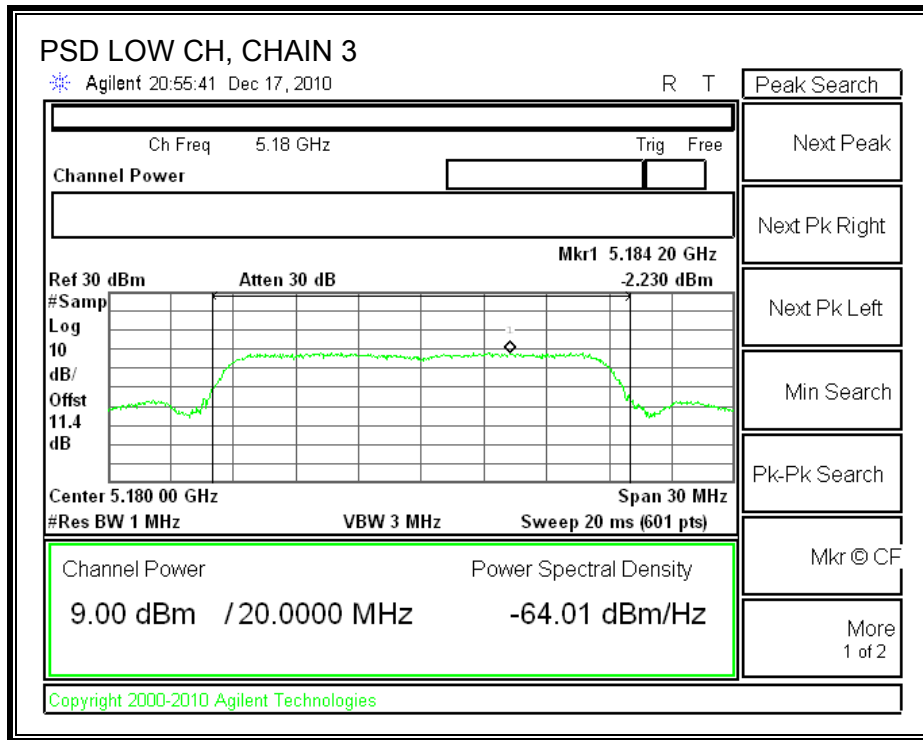 PSD LOW CH, CHAIN 3
Agilent 20:55:41 Dec 17, 2010 R T
Peak Search
Ch Freq 5.18 GHz Trig Free
Channel Power
Mkr1 5.184 20 GHz
Ref 30 dBm Atten 30 dB -2.230 dBm
#Samp
Log
10
dB/
Offst
11.4
dB
1
Center 5.180 00 GHz Span 30 MHz
#Res BW 1 MHz VBW 3 MHz Sweep 20 ms (601 pts)
Channel Power Power Spectral Density
9.00 dBm / 20.0000 MHz -64.01 dBm/Hz
Copyright 2000-2010 Agilent Technologies
Next Peak
Next Pk Right
Next Pk Left
Min Search
Pk-Pk Search
Mkr © CF
More
1 of 2